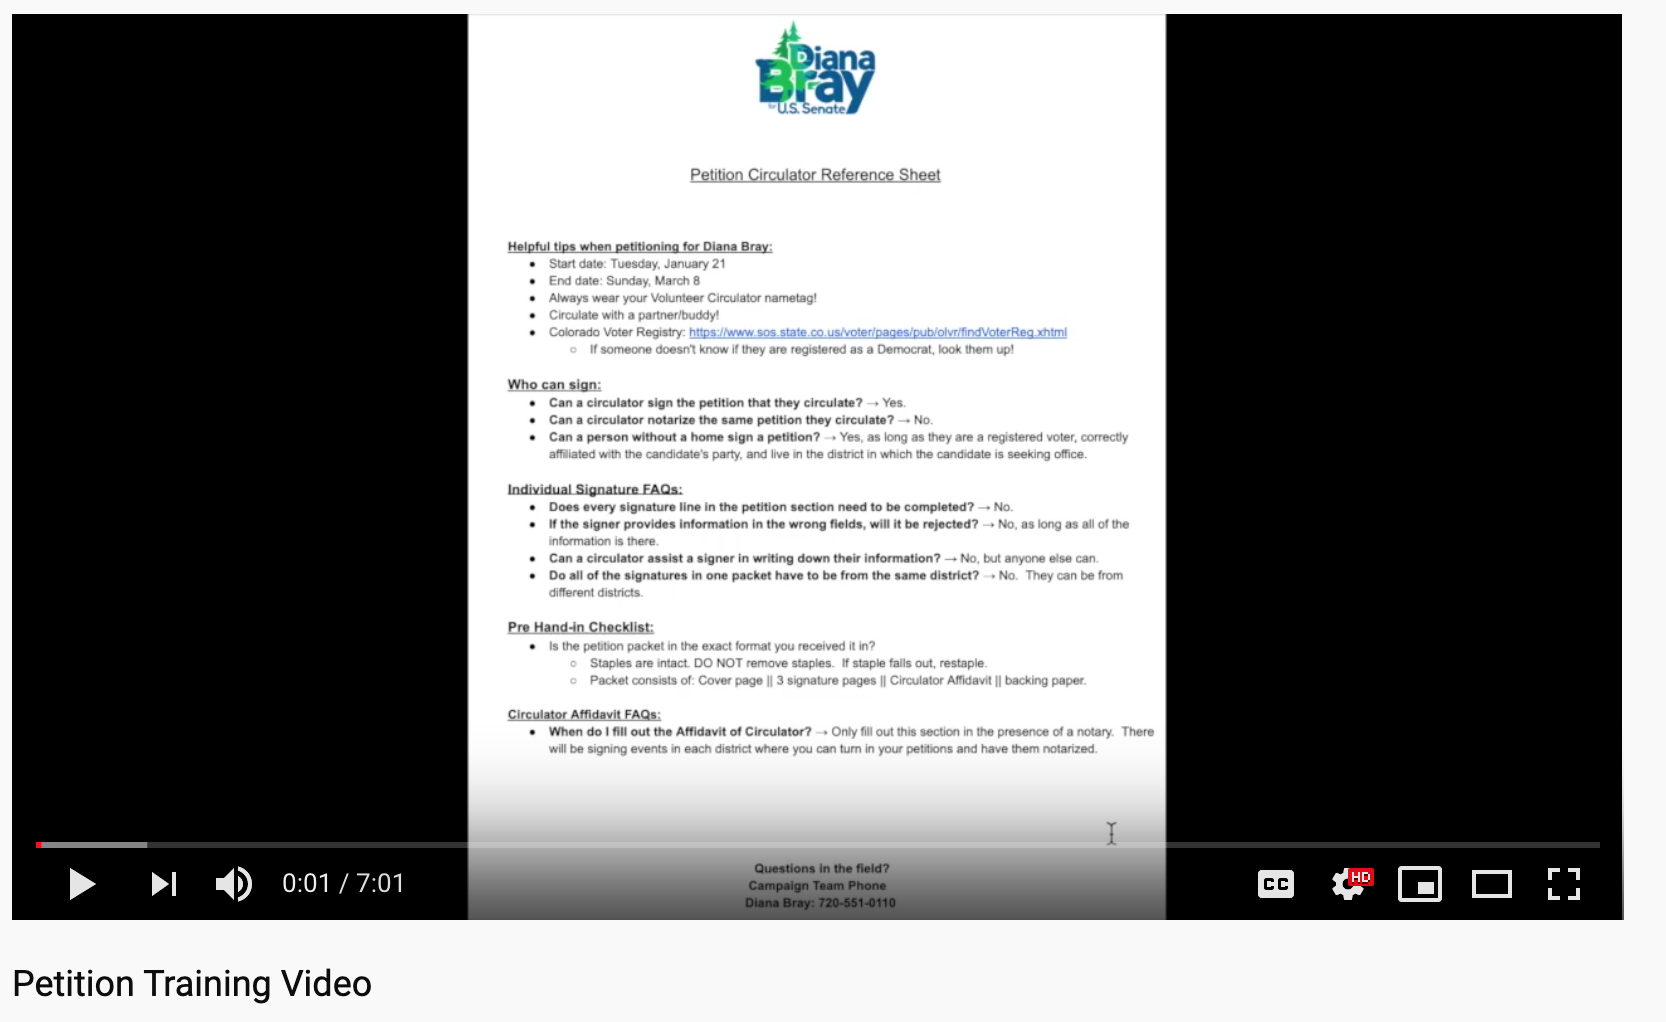 Diana
Bray
for U.S. Senate
Petition Circulator Reference Sheet
Helpful tips when petitioning for Diana Bray:
● Start date: Tuesday, January 21
● End date: Sunday, March 8
● Always wear your Volunteer Circulator nametag!
● Circulate with a partner/buddy!
● Colorado Voter Registry: https://www.sos.state.co.us/voter/pages/pub/olvr/findVoterReg.xhtml
○ If someone doesn't know if they are registered as a Democrat, look them up!
Who can sign:
● Can a circulator sign the petition that they circulate? → Yes.
● Can a circulator notarize the same petition they circulate? → No.
● Can a person without a home sign a petition? → Yes, as long as they are a registered voter, correctly
affiliated with the candidate's party, and live in the district in which the candidate is seeking office.
Individual Signature FAQs:
● Does every signature line in the petition section need to be completed? → No.
● If the signer provides information in the wrong fields, will it be rejected? → No, as long as all of the
information is there.
● Can a circulator assist a signer in writing down their information? → No, but anyone else can.
● Do all of the signatures in one packet have to be from the same district? → No. They can be from
different districts.
Pre Hand-in Checklist:
● Is the petition packet in the exact format you received it in?
○ Staples are intact. DO NOT remove staples. If staple falls out, restaple.
○ Packet consists of: Cover page || 3 signature pages || Circulator Affidavit || backing paper.
Circulator Affidavit FAQs:
● When do I fill out the Affidavit of Circulator? → Only fill out this section in the presence of a notary. There
will be signing events in each district where you can turn in your petitions and have them notarized.
Questions in the field?
Campaign Team Phone
Diana Bray: 720-551-0110
0:01 / 7:01
CC
HD
Petition Training Video